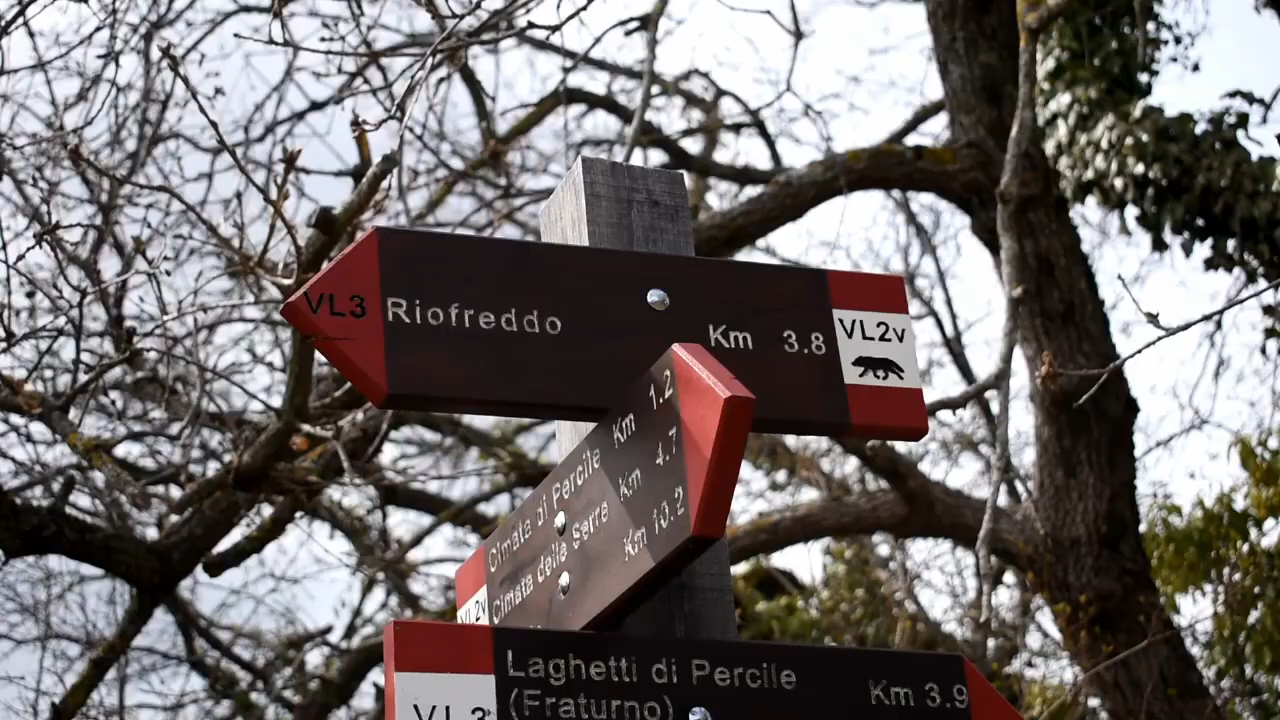 VL3 Riofreddo Km 3.8 VL2v
Cimata di Percile Km 1.2
Cimata delle Serre Km 4.7
Km 10.2
VL2v
Laghetti di Percile Km 3.9
(Fraturno)
VL3